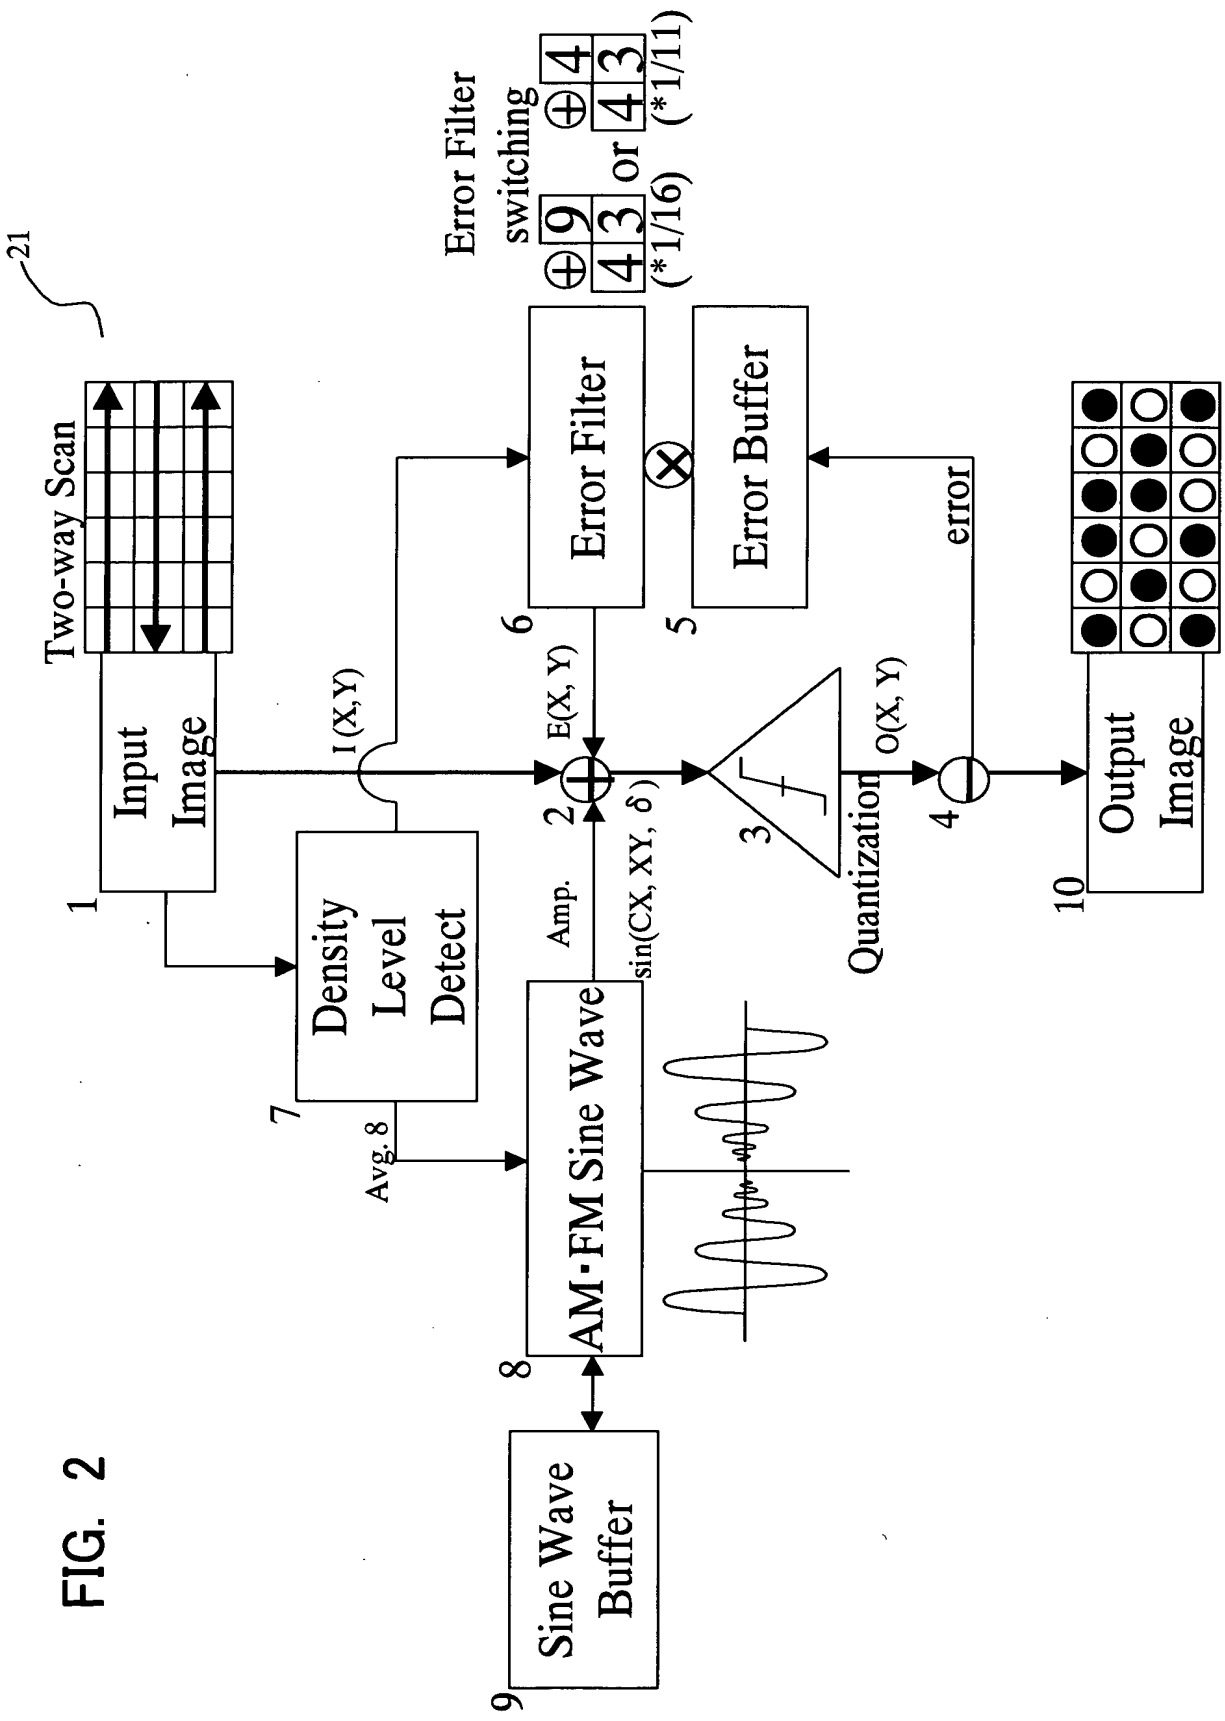 FIG. 2
21
Two-way Scan
1
Input
Image
I(X,Y)
7
Density
Level
Detect
Avg. 8
Error Filter
switching
⊕ 9
4 3
(*1/16)
or
⊕ 4
4 3
(*1/11)
6
Error Filter
E(X, Y)
5
Error Buffer
error
2
Amp.
sin(CX, XY, δ)
8
AM·FM Sine Wave
9
Sine Wave
Buffer
3
Quantization
O(X, Y)
4
10
Output
Image